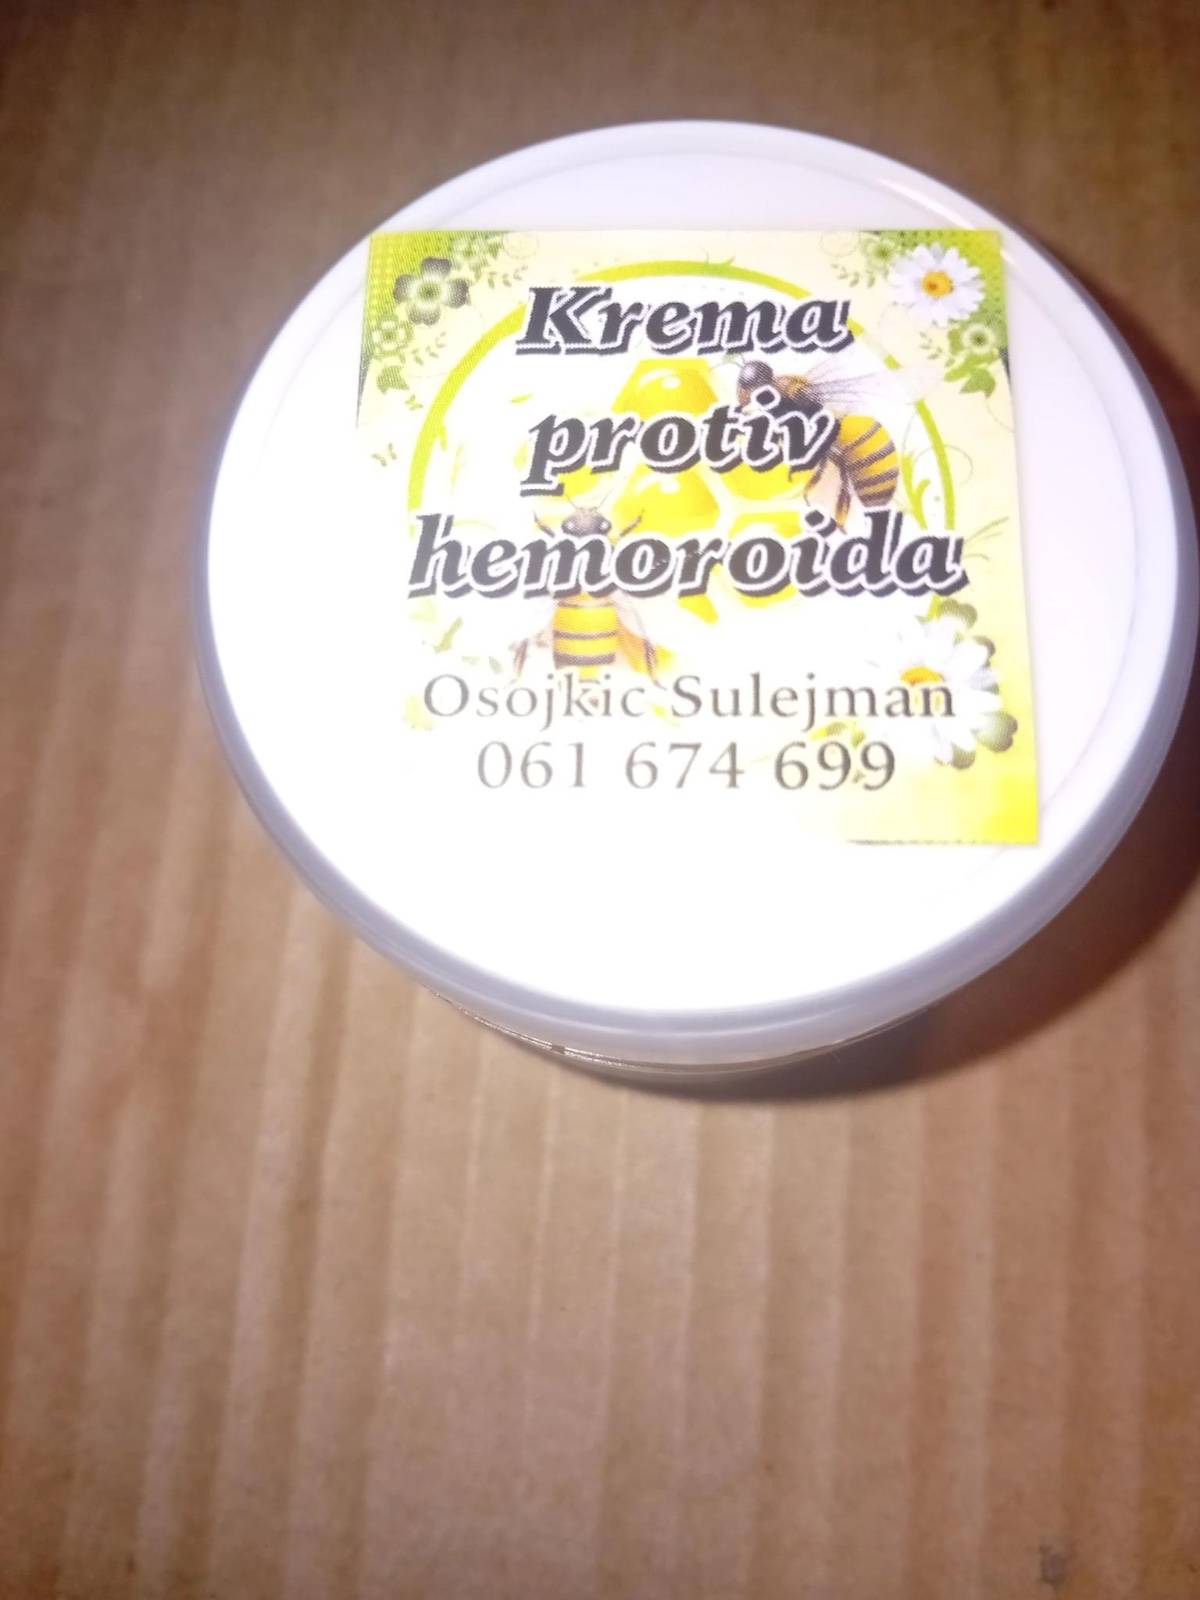 Krema
protiv
hemoroida
Osojkic Sulejman
061 674 699